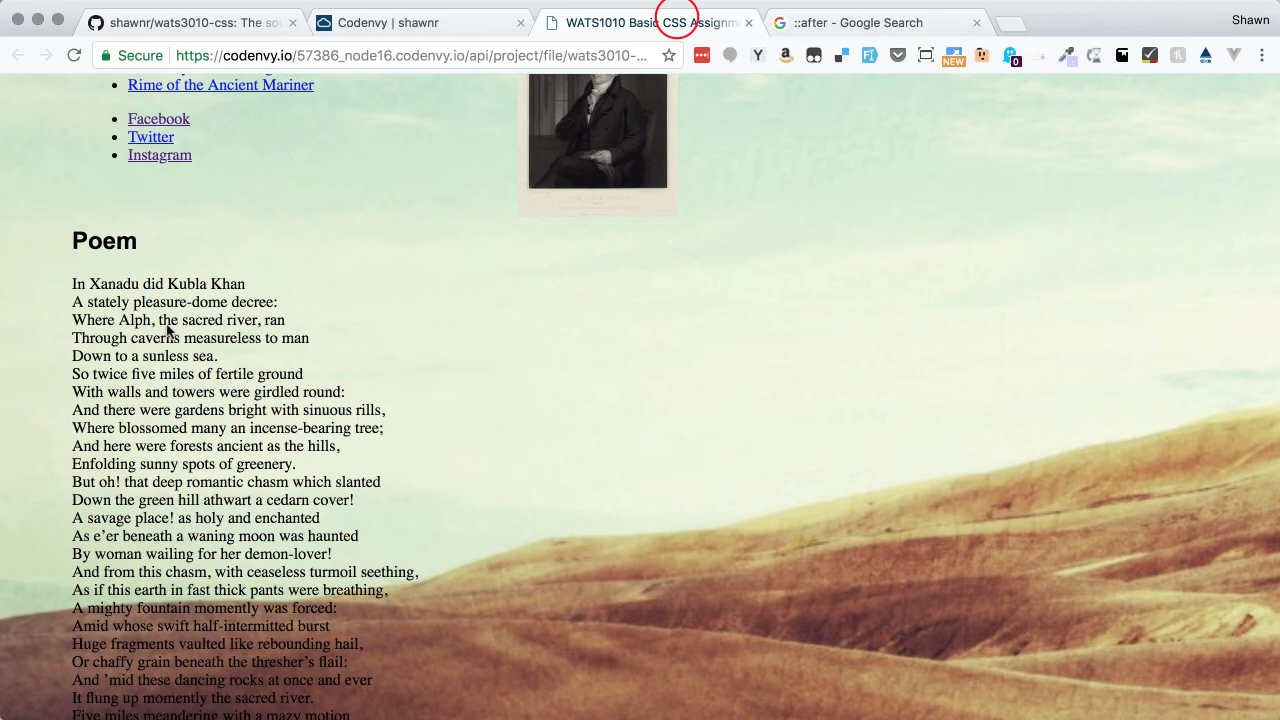 shawnr/wats3010-css: The sou
Codenvy | shawnr
WATS1010 Basic CSS Assignm
::after - Google Search
Shawn
Secure
https://codenvy.io/57386_node16.codenvy.io/api/project/file/wats3010-...
NEW
0
Rime of the Ancient Mariner
Facebook
Twitter
Instagram
Poem
In Xanadu did Kubla Khan
A stately pleasure-dome decree:
Where Alph, the sacred river, ran
Through caverns measureless to man
Down to a sunless sea.
So twice five miles of fertile ground
With walls and towers were girdled round:
And there were gardens bright with sinuous rills,
Where blossomed many an incense-bearing tree;
And here were forests ancient as the hills,
Enfolding sunny spots of greenery.
But oh! that deep romantic chasm which slanted
Down the green hill athwart a cedarn cover!
A savage place! as holy and enchanted
As e’er beneath a waning moon was haunted
By woman wailing for her demon-lover!
And from this chasm, with ceaseless turmoil seething,
As if this earth in fast thick pants were breathing,
A mighty fountain momently was forced:
Amid whose swift half-intermitted burst
Huge fragments vaulted like rebounding hail,
Or chaffy grain beneath the thresher’s flail:
And ’mid these dancing rocks at once and ever
It flung up momently the sacred river.
Five miles meandering with a mazy motion